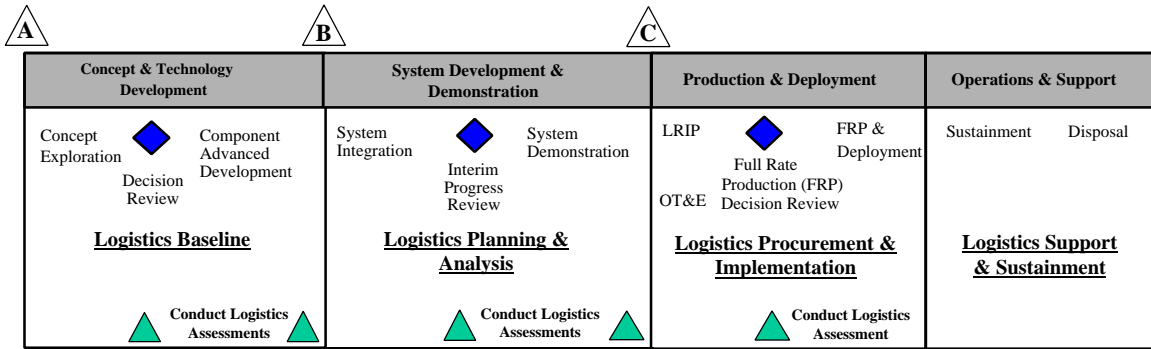 A
B
C
Concept & Technology
Development
System Development &
Demonstration
Production & Deployment
Operations & Support
Concept
Exploration
Decision
Review
Component
Advanced
Development
Logistics Baseline
Conduct Logistics
Assessments
System
Integration
Interim
Progress
Review
System
Demonstration
Logistics Planning &
Analysis
Conduct Logistics
Assessments
LRIP
OT&E
Full Rate
Production (FRP)
Decision Review
FRP &
Deployment
Logistics Procurement &
Implementation
Conduct Logistics
Assessment
Sustainment
Disposal
Logistics Support
& Sustainment